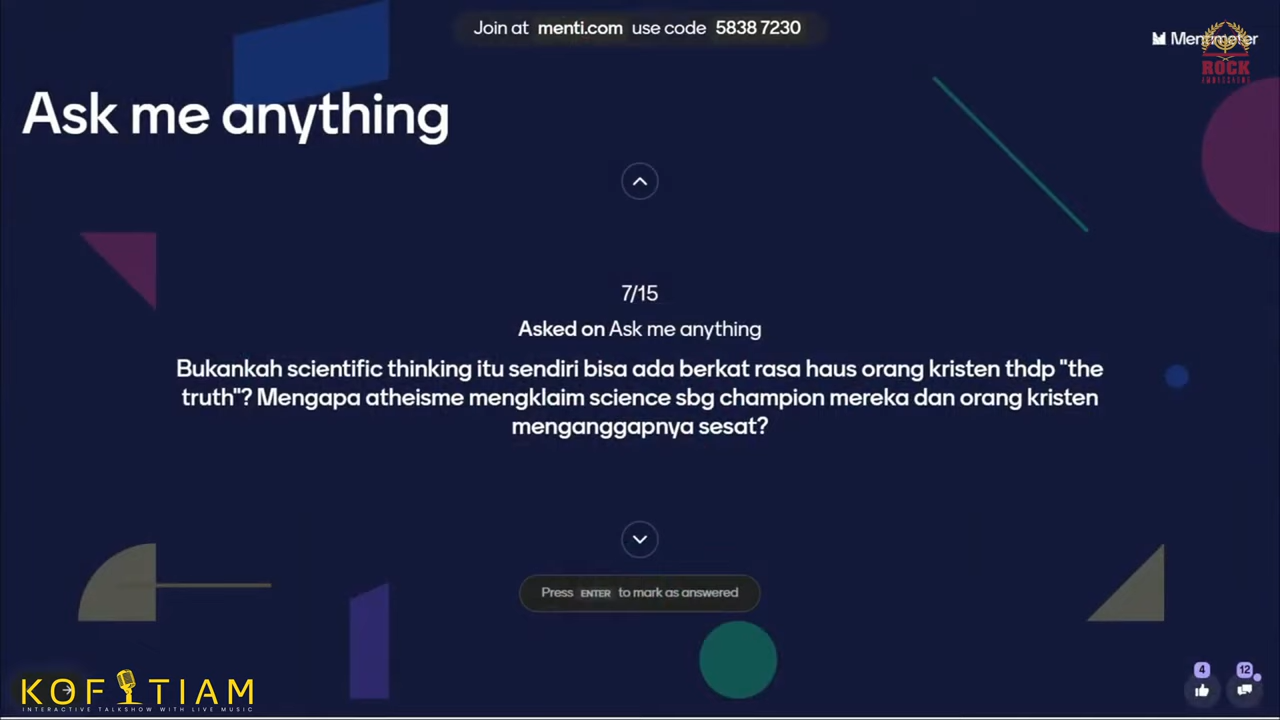 Join at menti.com use code 5838 7230
Mentimeter
ROCK
Ask me anything
7/15
Asked on Ask me anything
Bukankah scientific thinking itu sendiri bisa ada berkat rasa haus orang kristen thdp "the
truth"? Mengapa atheisme mengklaim science sbg champion mereka dan orang kristen
menganggapnya sesat?
Press ENTER to mark as answered
4
12
KOFITIAM
INTERACTIVE TALKSHOW WITH LIVE MUSIC